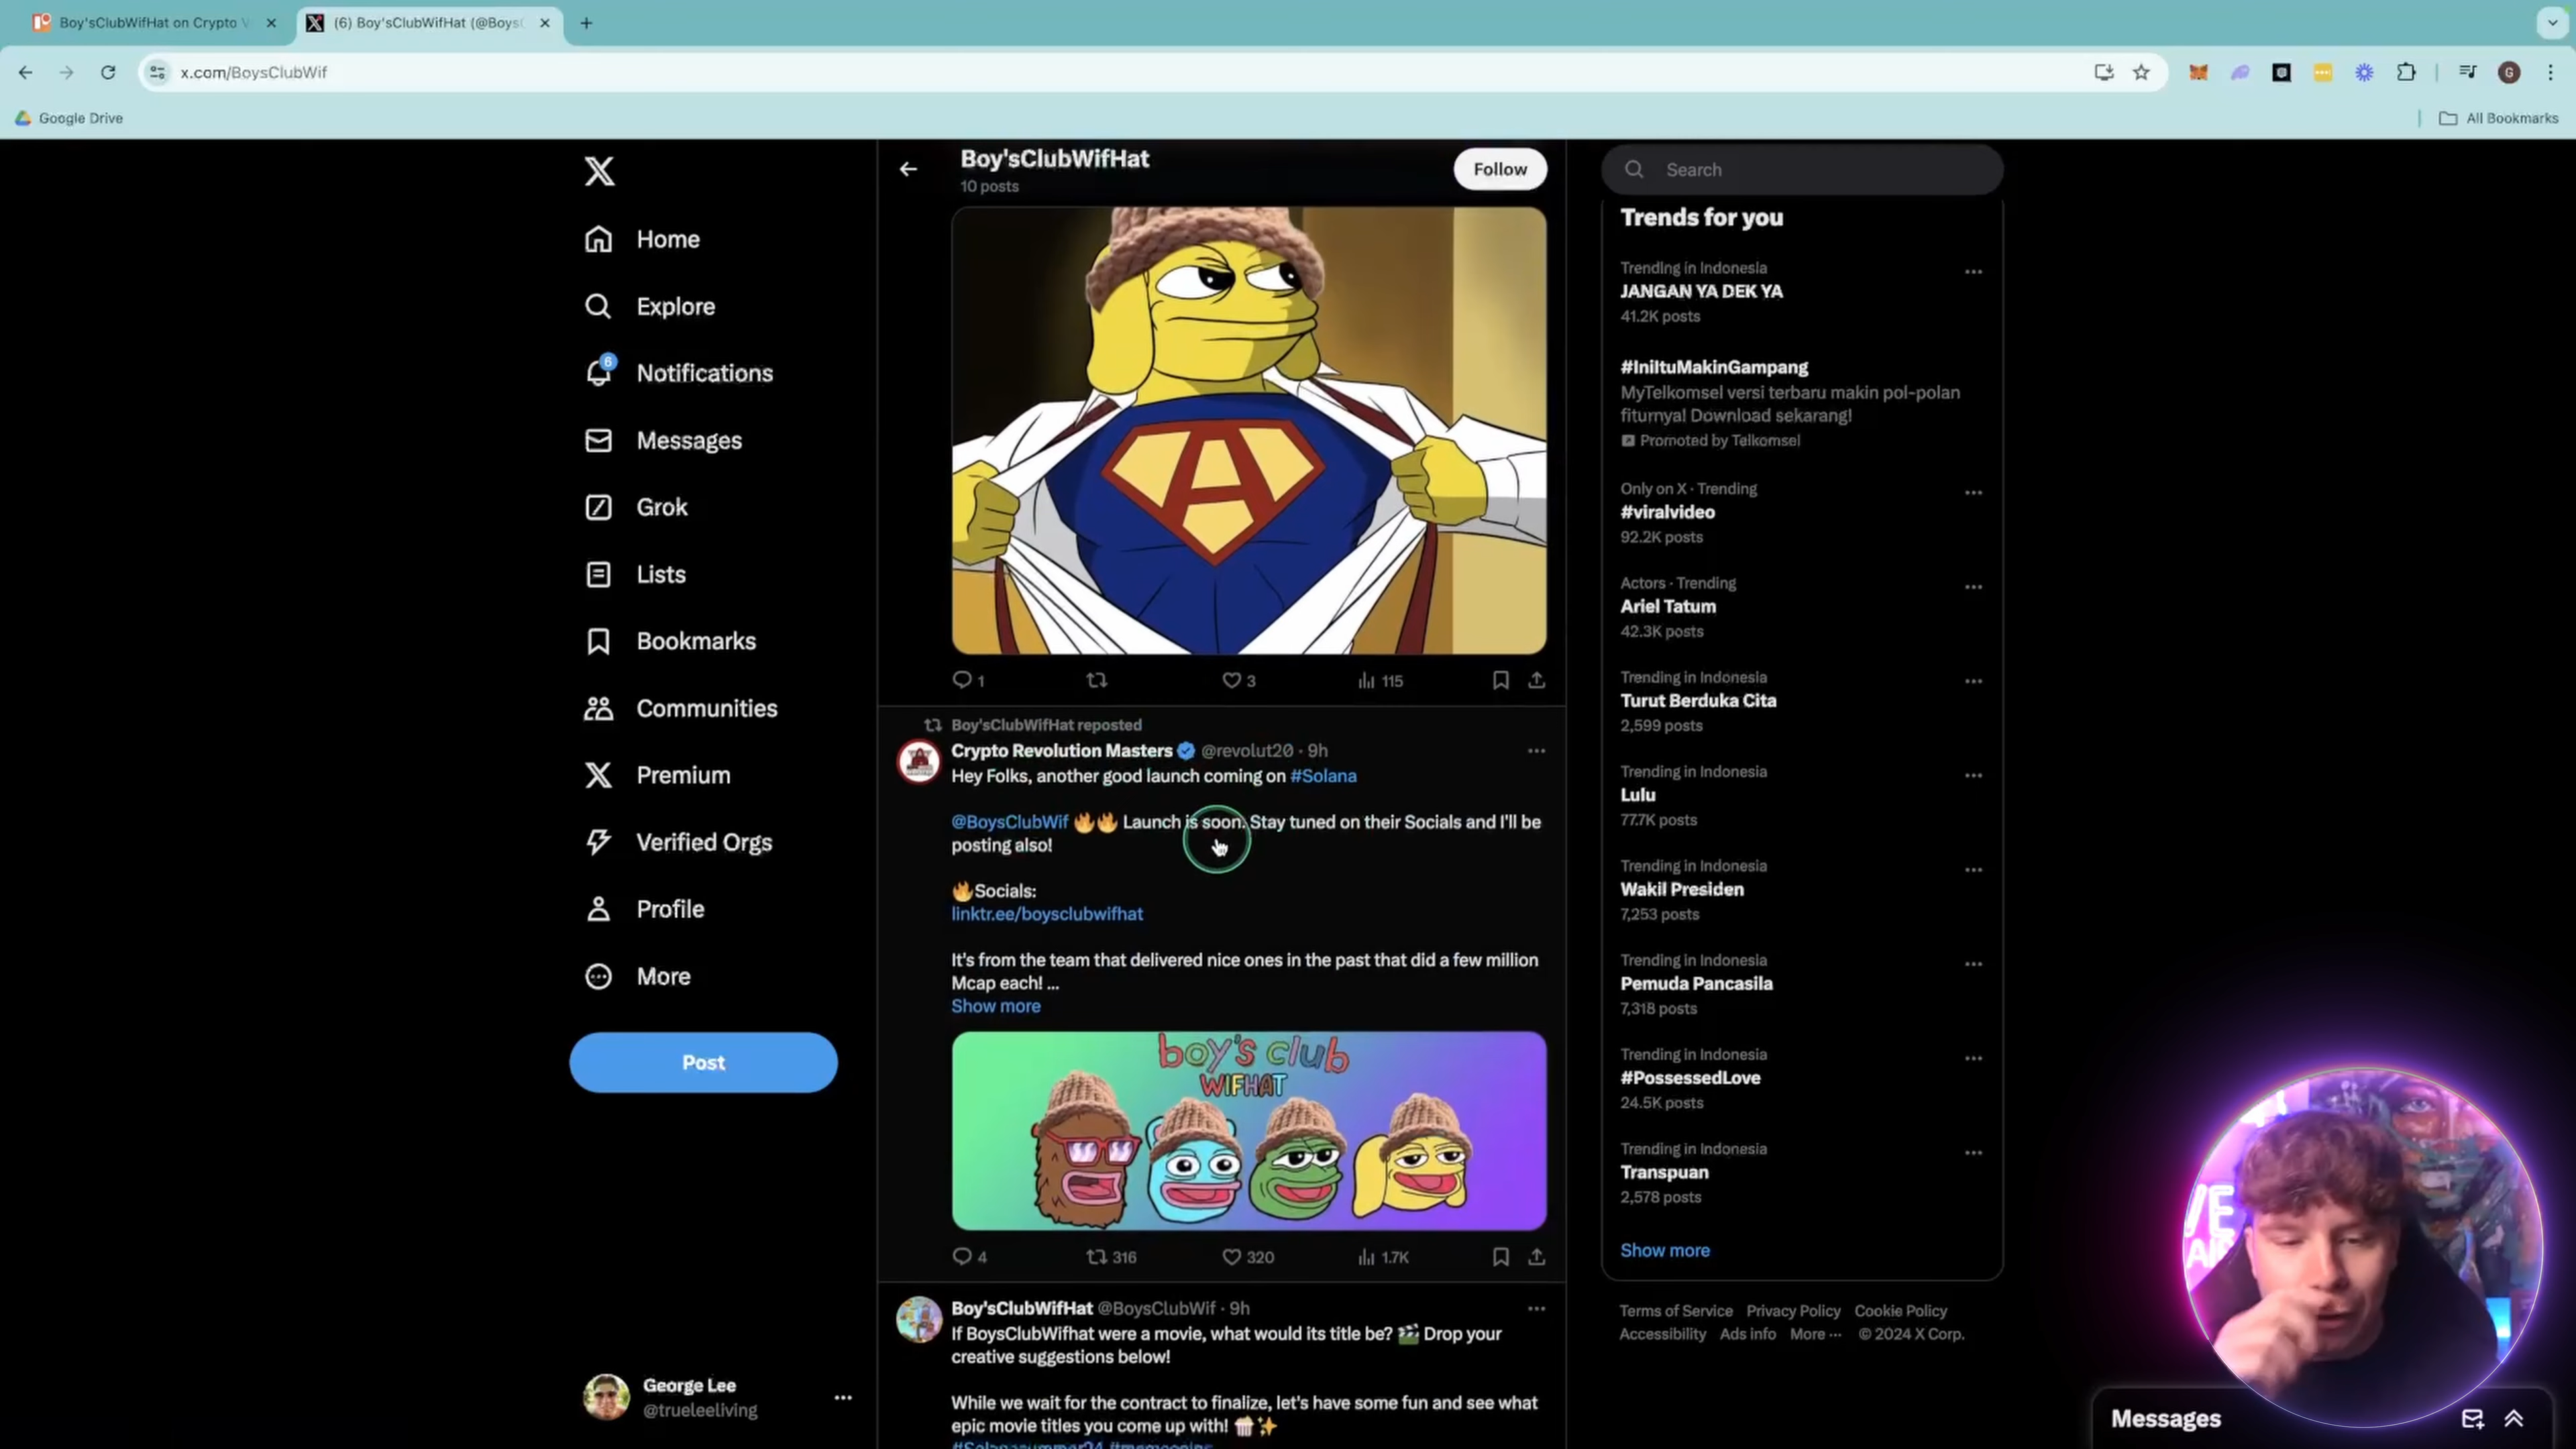 Boy'sClubWifHat on Crypto V
(6) Boy'sClubWifHat (@BoysC
x.com/BoysClubWif
G
Google Drive
All Bookmarks
Home
Explore
6
Notifications
Messages
Grok
Lists
Bookmarks
Communities
Premium
Verified Orgs
Profile
More
Post
George Lee
@trueleeliving
Boy'sClubWifHat
10 posts
Follow
A
1
3
115
Boy'sClubWifHat reposted
Crypto Revolution Masters @revolut20 · 9h
Hey Folks, another good launch coming on #Solana
@BoysClubWif 🔥🔥 Launch is soon. Stay tuned on their Socials and I'll be
posting also!
🔥Socials:
linktr.ee/boysclubwifhat
It's from the team that delivered nice ones in the past that did a few million
Mcap each! ...
Show more
boy's club
WIFHAT
4
316
320
1.7K
Boy'sClubWifHat @BoysClubWif · 9h
If BoysClubWifhat were a movie, what would its title be? 🎬 Drop your
creative suggestions below!
While we wait for the contract to finalize, let's have some fun and see what
epic movie titles you come up with! 🍿✨
#Solanasummer24 #memecoins
Search
Trends for you
Trending in Indonesia
JANGAN YA DEK YA
41.2K posts
#IniItuMakinGampang
MyTelkomsel versi terbaru makin pol-polan
fiturnya! Download sekarang!
Promoted by Telkomsel
Only on X · Trending
#viralvideo
92.2K posts
Actors · Trending
Ariel Tatum
42.3K posts
Trending in Indonesia
Turut Berduka Cita
2,599 posts
Trending in Indonesia
Lulu
77.7K posts
Trending in Indonesia
Wakil Presiden
7,253 posts
Trending in Indonesia
Pemuda Pancasila
7,318 posts
Trending in Indonesia
#PossessedLove
24.5K posts
Trending in Indonesia
Transpuan
2,578 posts
Show more
Terms of Service Privacy Policy Cookie Policy
Accessibility Ads info More ··· © 2024 X Corp.
Messages